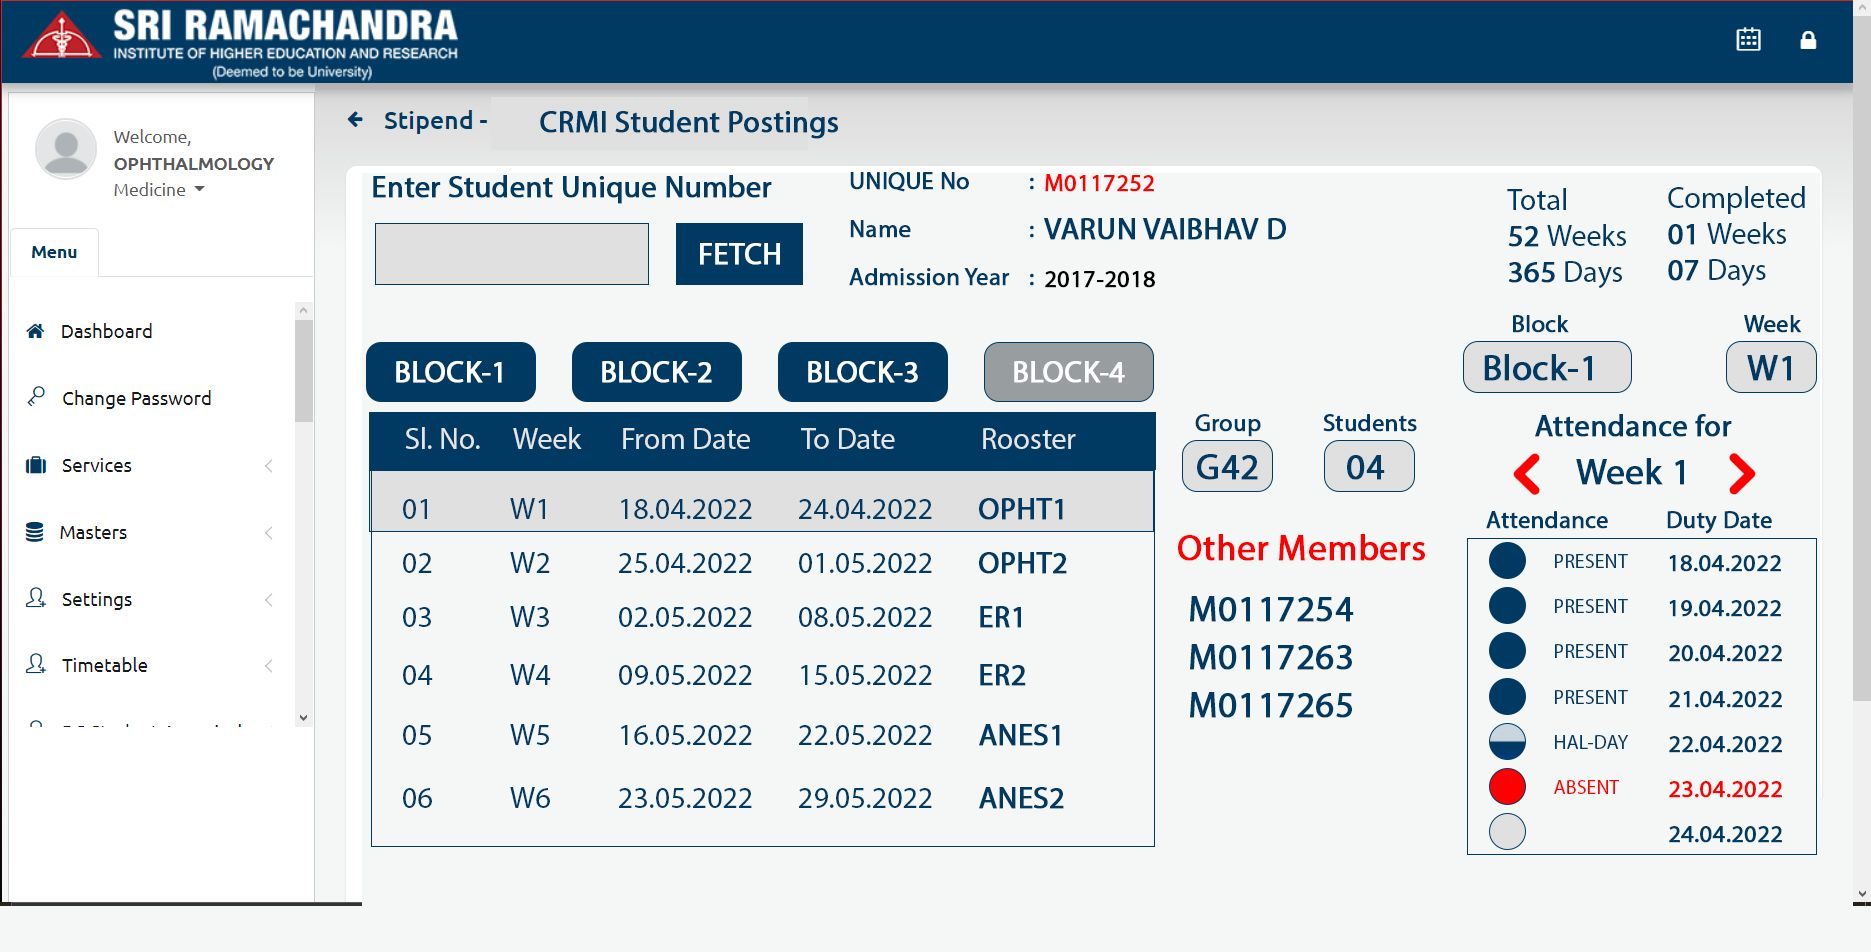 SRI RAMACHANDRA
INSTITUTE OF HIGHER EDUCATION AND RESEARCH
(Deemed to be University)
Welcome,
OPHTHALMOLOGY
Medicine
Menu
Dashboard
Change Password
Services
Masters
Settings
Timetable
Stipend - CRMI Student Postings
Enter Student Unique Number
FETCH
UNIQUE No : M0117252
Name : VARUN VAIBHAV D
Admission Year : 2017-2018
Total
52 Weeks
365 Days
Completed
01 Weeks
07 Days
Block
Block-1
Week
W1
BLOCK-1 BLOCK-2 BLOCK-3 BLOCK-4
Sl. No. Week From Date To Date Rooster
01 W1 18.04.2022 24.04.2022 OPHT1
02 W2 25.04.2022 01.05.2022 OPHT2
03 W3 02.05.2022 08.05.2022 ER1
04 W4 09.05.2022 15.05.2022 ER2
05 W5 16.05.2022 22.05.2022 ANES1
06 W6 23.05.2022 29.05.2022 ANES2
Group
G42
Students
04
Other Members
M0117254
M0117263
M0117265
Attendance for
Week 1
Attendance Duty Date
PRESENT 18.04.2022
PRESENT 19.04.2022
PRESENT 20.04.2022
PRESENT 21.04.2022
HAL-DAY 22.04.2022
ABSENT 23.04.2022
24.04.2022